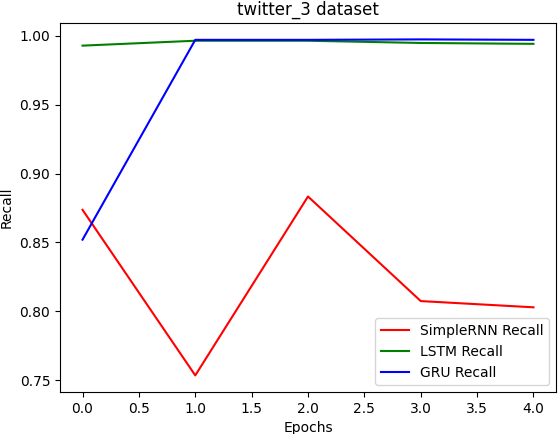 twitter_3 dataset
1.00
0.95
0.90
0.85
0.80
0.75
Recall
SimpleRNN Recall
LSTM Recall
GRU Recall
0.0 0.5 1.0 1.5 2.0 2.5 3.0 3.5 4.0
Epochs